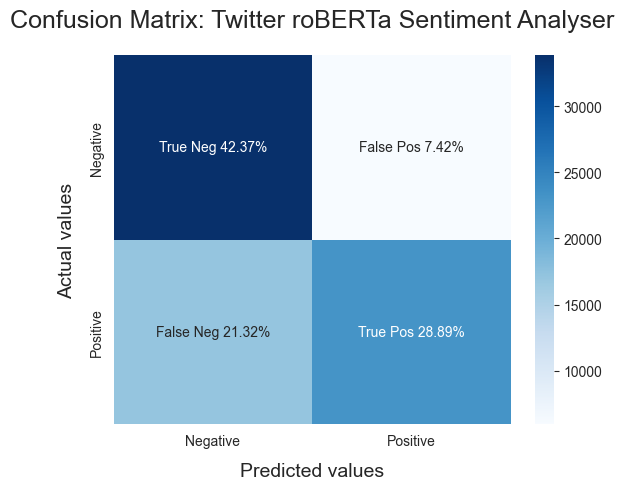 Confusion Matrix: Twitter roBERTa Sentiment Analyser
Actual values
Negative
Positive
True Neg 42.37%
False Pos 7.42%
False Neg 21.32%
True Pos 28.89%
Negative
Positive
Predicted values
30000
25000
20000
15000
10000